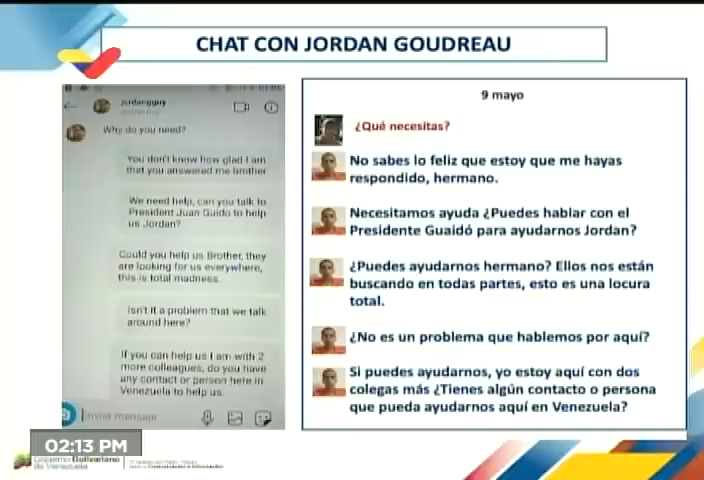 CHAT CON JORDAN GOUDREAU
jordangguy
Why do you need?
You don't know how glad I am
that you answered me brother
We need help, can you talk to
President Juan Guido to help
us Jordan?
Could you help us Brother, they
are looking for us everywhere,
this is total madness.
Isn't it a problem that we talk
around here?
If you can help us I am with 2
more colleagues, do you have
any contact or person here in
Venezuela to help us.
Enviar mensaje
9 mayo
¿Qué necesitas?
No sabes lo feliz que estoy que me hayas
respondido, hermano.
Necesitamos ayuda ¿Puedes hablar con el
Presidente Guaidó para ayudarnos Jordan?
¿Puedes ayudarnos hermano? Ellos nos están
buscando en todas partes, esto es una locura
total.
¿No es un problema que hablemos por aquí?
Si puedes ayudarnos, yo estoy aquí con dos
colegas más ¿Tienes algún contacto o persona
que pueda ayudarnos aquí en Venezuela?
02:13 PM
Gobierno Bolivariano
de Venezuela